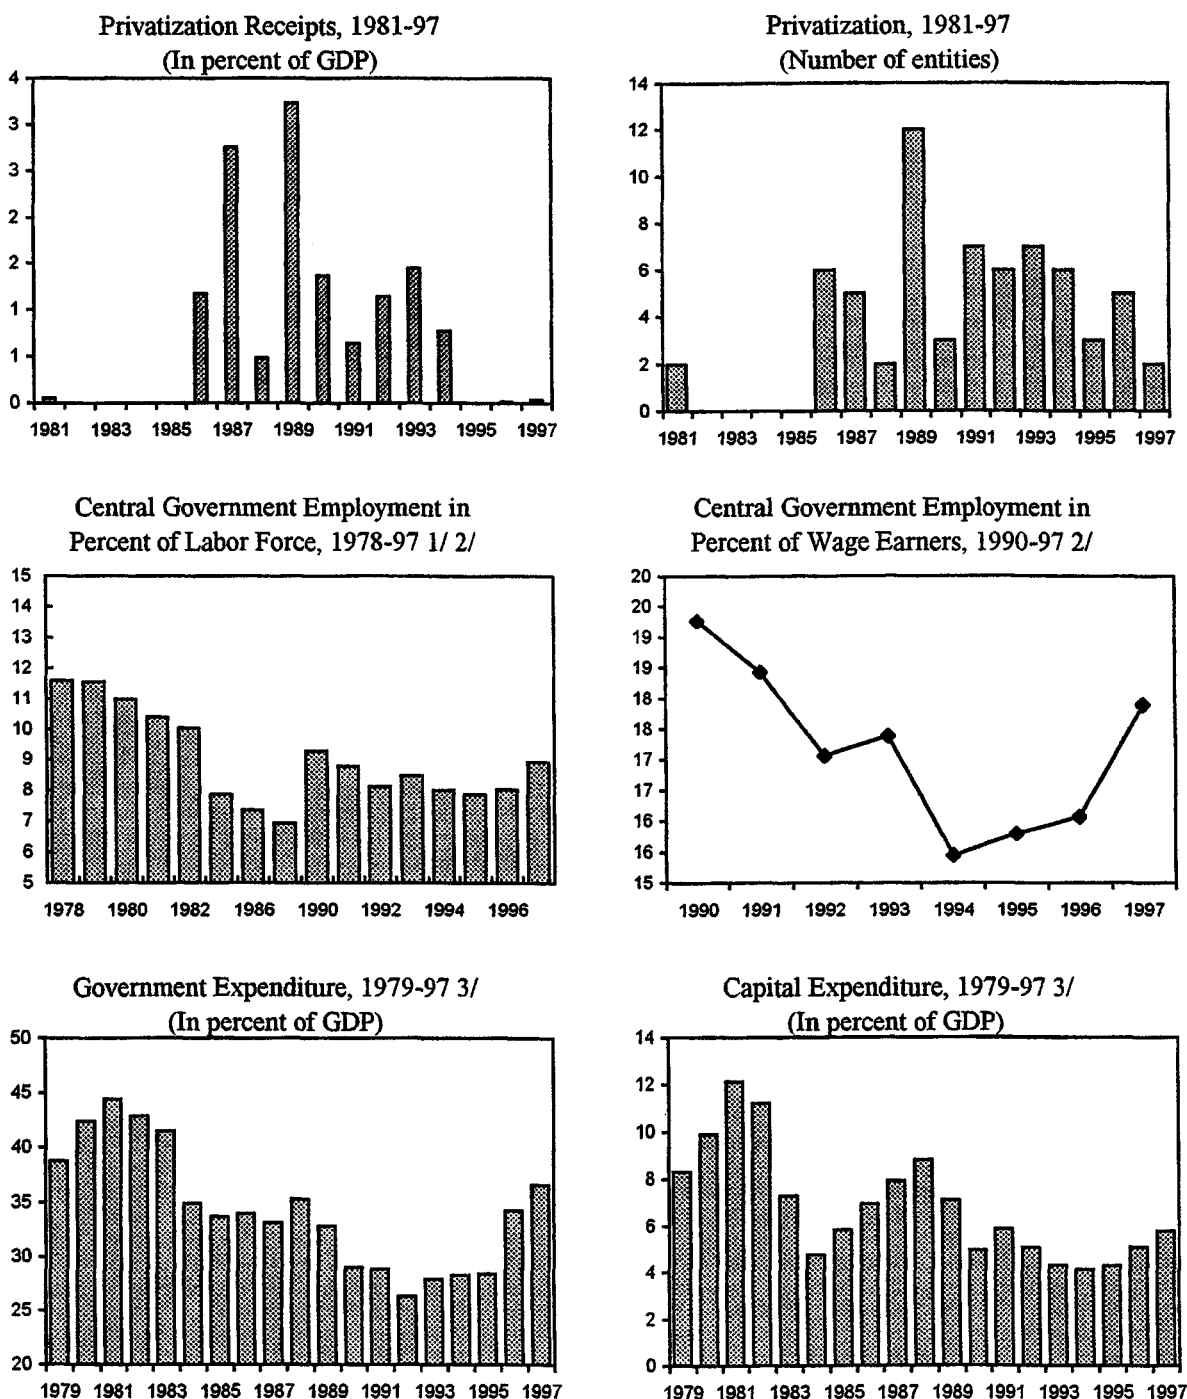 Privatization Receipts, 1981-97
(In percent of GDP)
4
3
3
2
2
1
1
0
1981 1983 1985 1987 1989 1991 1993 1995 1997
Privatization, 1981-97
(Number of entities)
14
12
10
8
6
4
2
0
1981 1983 1985 1987 1989 1991 1993 1995 1997
Central Government Employment in
Percent of Labor Force, 1978-97 1/ 2/
15
14
13
12
11
10
9
8
7
6
5
1978 1980 1982 1986 1990 1992 1994 1996
Central Government Employment in
Percent of Wage Earners, 1990-97 2/
20
20
19
19
18
18
17
17
16
16
15
1990 1991 1992 1993 1994 1995 1996 1997
Government Expenditure, 1979-97 3/
(In percent of GDP)
50
45
40
35
30
25
20
1979 1981 1983 1985 1987 1989 1991 1993 1995 1997
Capital Expenditure, 1979-97 3/
(In percent of GDP)
14
12
10
8
6
4
2
0
1979 1981 1983 1985 1987 1989 1991 1993 1995 1997